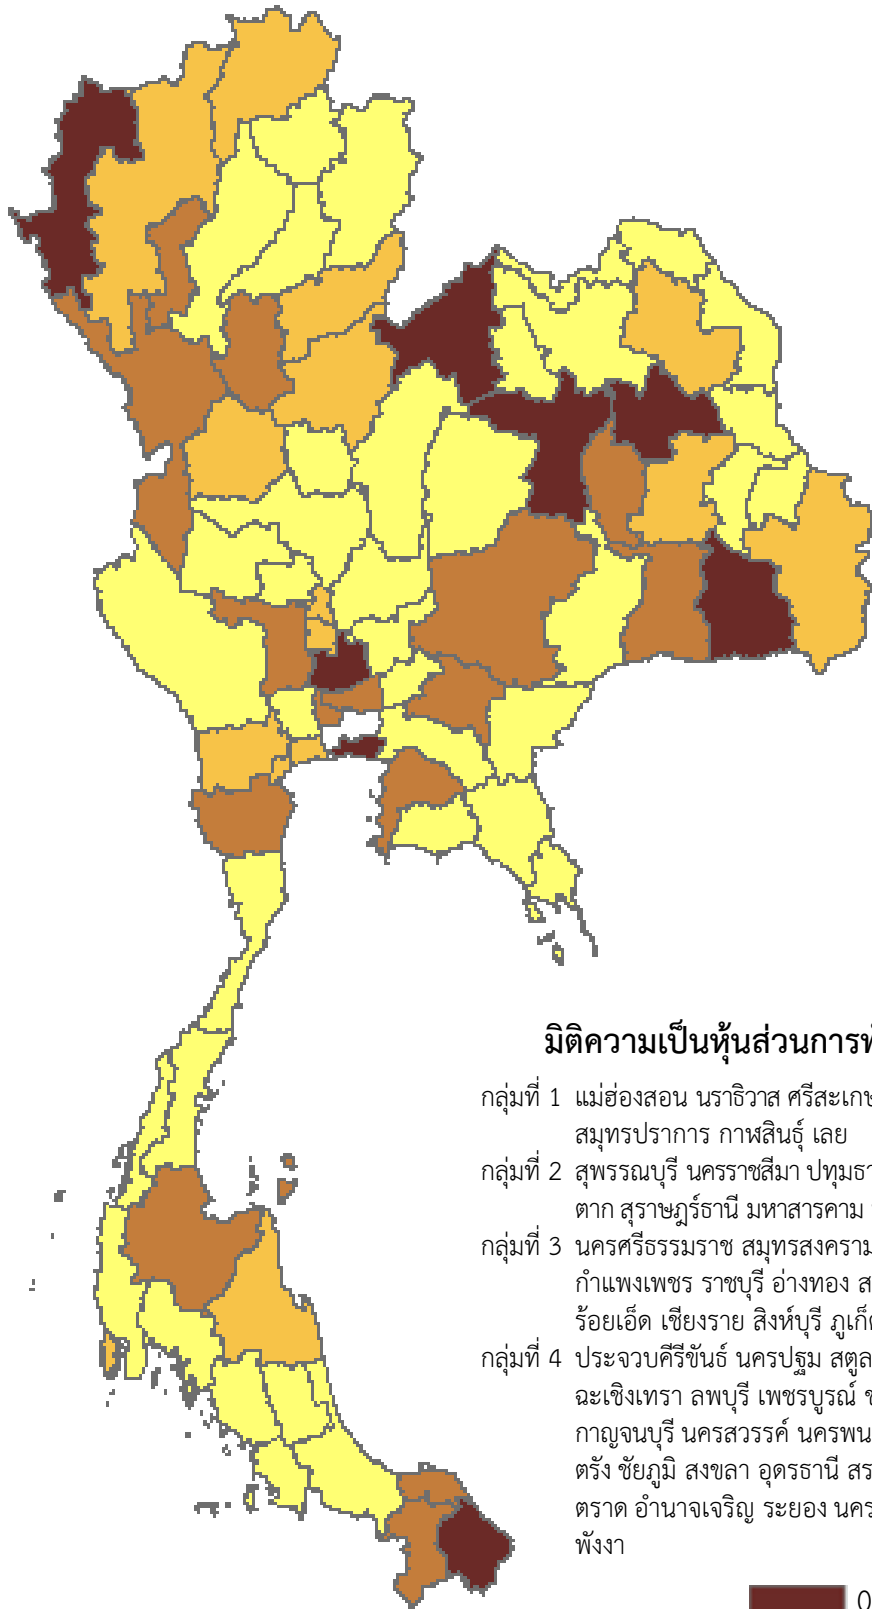 มิติความเป็นหุ้นส่วนการ
กลุ่มที่ 1 แม่ฮ่องสอน นราธิวาส ศรีสะเกษ
สมุทรปราการ กาฬสินธุ์ เลย
กลุ่มที่ 2 สุพรรณบุรี นครราชสีมา ปทุมธา
ตาก สุราษฎร์ธานี มหาสารคาม
กลุ่มที่ 3 นครศรีธรรมราช สมุทรสงคราม
กำแพงเพชร ราชบุรี อ่างทอง ส
ร้อยเอ็ด เชียงราย สิงห์บุรี ภูเก็ต
กลุ่มที่ 4 ประจวบคีรีขันธ์ นครปฐม สตูล
ฉะเชิงเทรา ลพบุรี เพชรบูรณ์ ช
กาญจนบุรี นครสวรรค์ นครพน
ตรัง ชัยภูมิ สงขลา อุดรธานี สร
ตราด อำนาจเจริญ ระยอง นคร
พังงา
0